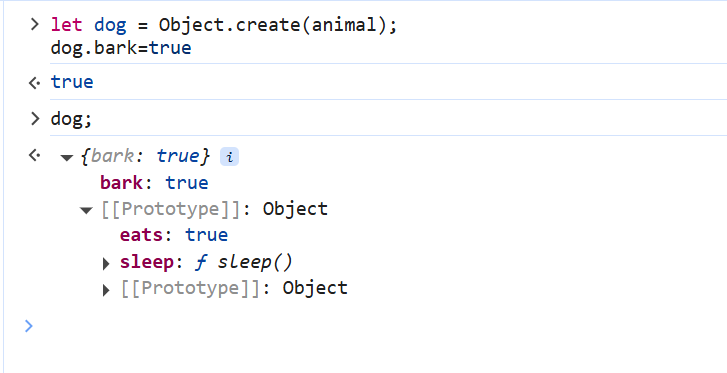 let dog = Object.create(animal);
dog.bark=true
true
dog;
{bark: true} i
bark: true
[[Prototype]]: Object
eats: true
sleep: ƒ sleep()
[[Prototype]]: Object